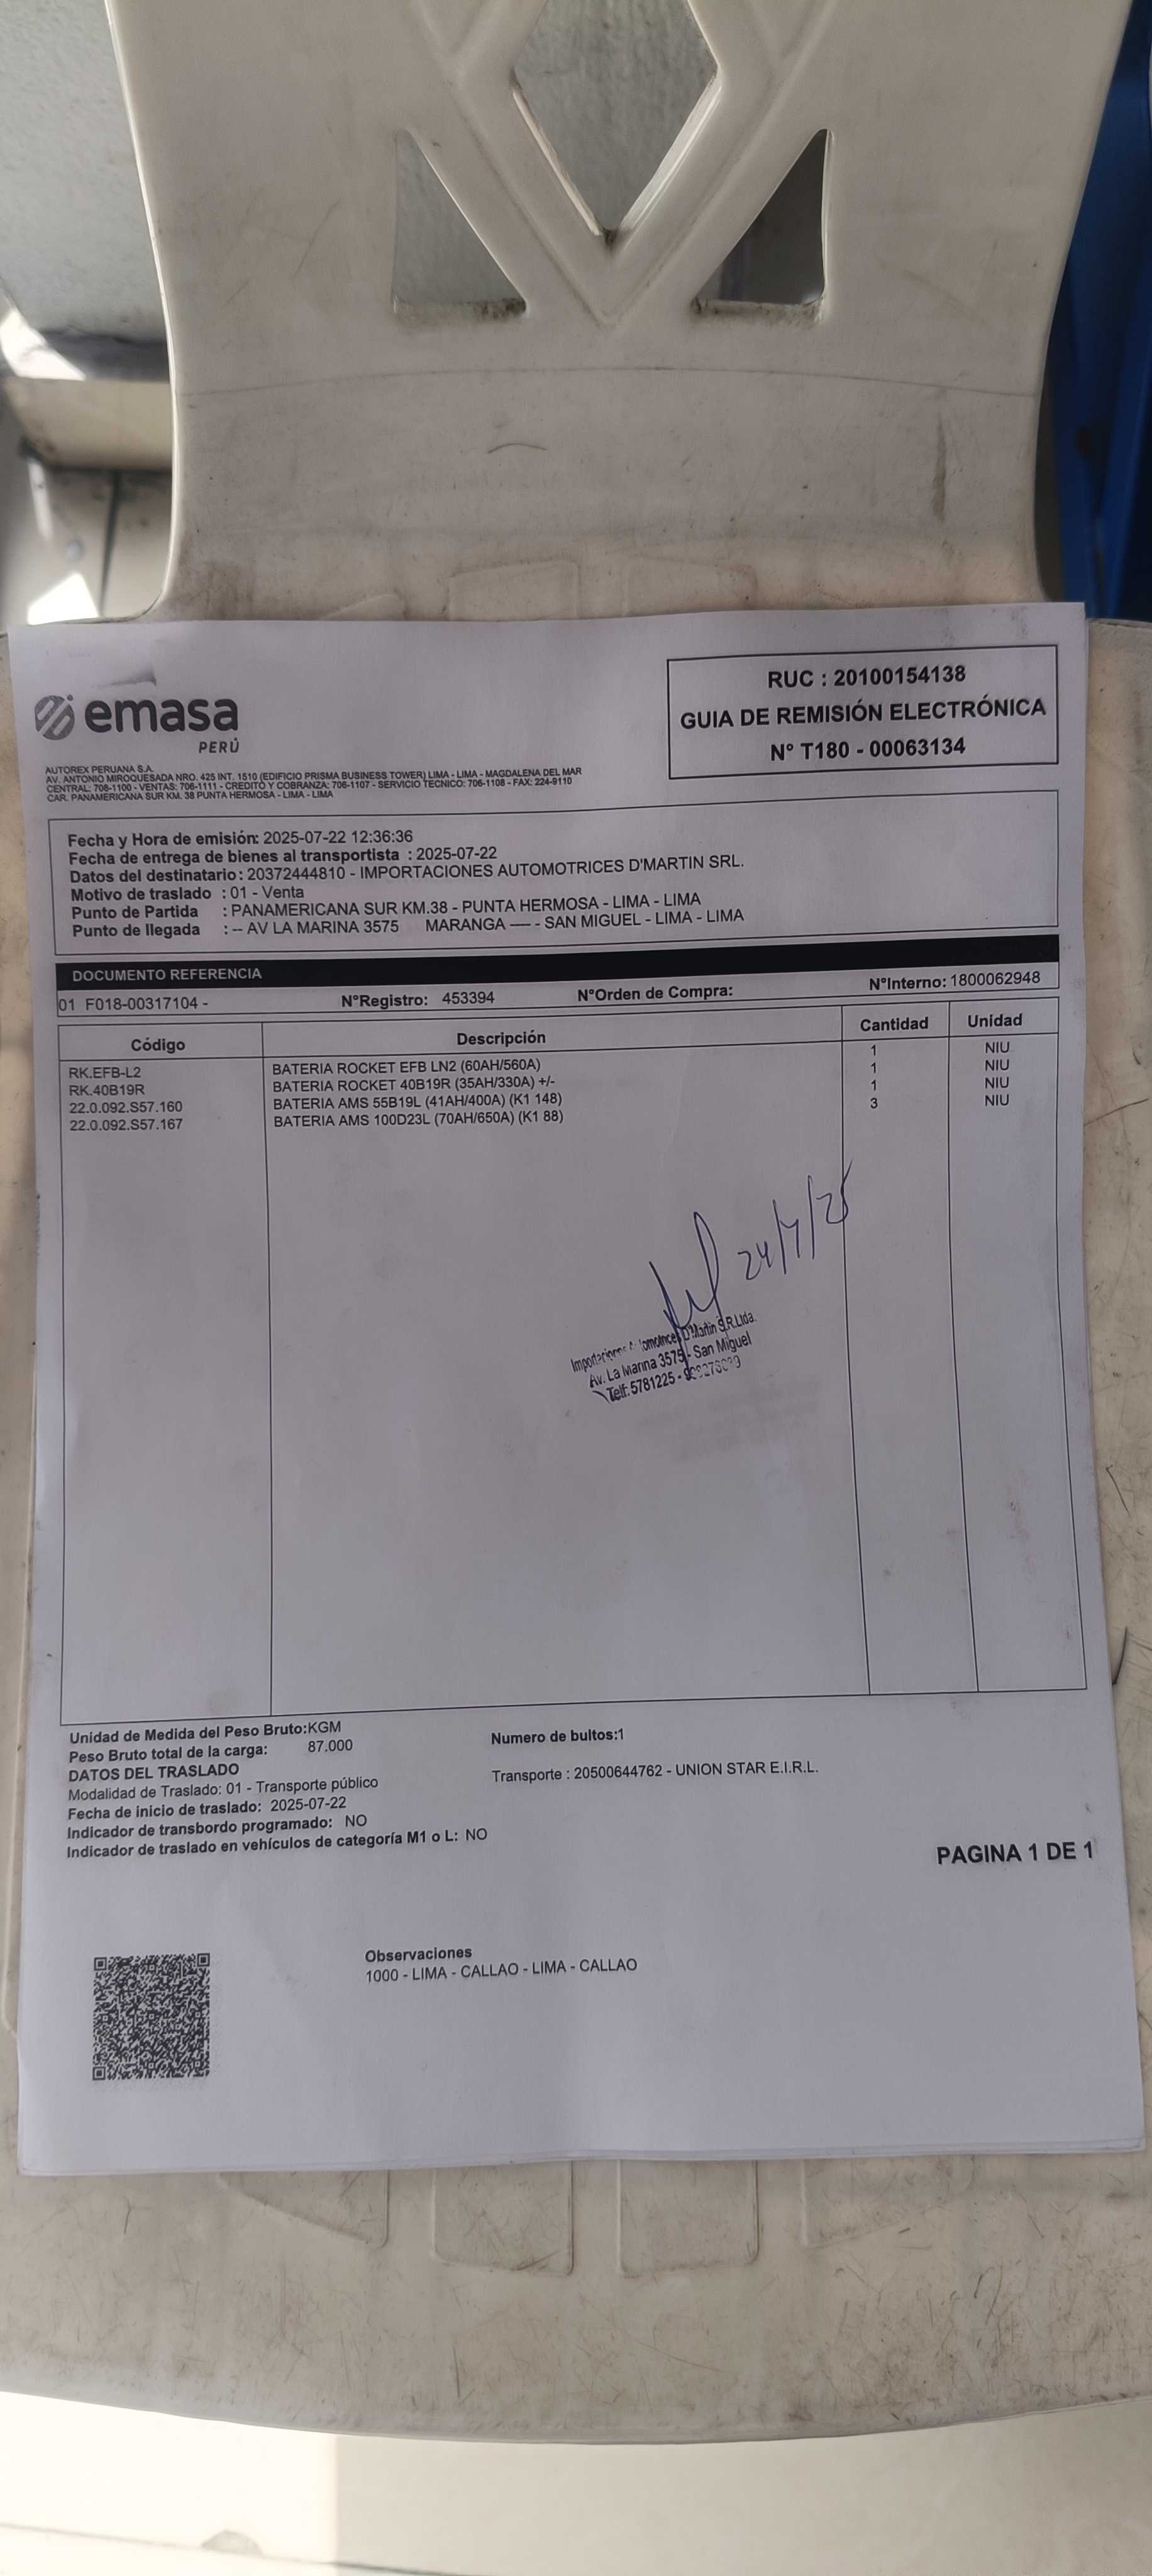 emasa
PERÚ
RUC : 20100154138
GUIA DE REMISIÓN ELECTRÓNICA
N° T180 - 00063134
AUTOREX PERUANA S.A.
AV. ANTONIO MIROQUESADA NRO. 425 INT. 1510 (EDIFICIO PRISMA BUSINESS TOWER) LIMA - LIMA - MAGDALENA DEL MAR
CENTRAL: 706-1100 - VENTAS: 706-1111 - CREDITO Y COBRANZA: 706-1107 - SERVICIO TECNICO: 706-1108 - FAX: 224-9110
CAR. PANAMERICANA SUR KM. 38 PUNTA HERMOSA - LIMA - LIMA
Fecha y Hora de emisión: 2025-07-22 12:36:36
Fecha de entrega de bienes al transportista : 2025-07-22
Datos del destinatario: 20372444810 - IMPORTACIONES AUTOMOTRICES D'MARTIN SRL.
Motivo de traslado : 01 - Venta
Punto de Partida : PANAMERICANA SUR KM.38 - PUNTA HERMOSA - LIMA - LIMA
Punto de llegada : -- AV LA MARINA 3575 MARANGA ---- - SAN MIGUEL - LIMA - LIMA
DOCUMENTO REFERENCIA
01 F018-00317104 - N°Registro: 453394 N°Orden de Compra: N°Interno: 1800062948
Código Descripción Cantidad Unidad
RK.EFB-L2 BATERIA ROCKET EFB LN2 (60AH/560A) 1 NIU
RK.40B19R BATERIA ROCKET 40B19R (35AH/330A) +/- 1 NIU
22.0.092.S57.160 BATERIA AMS 55B19L (41AH/400A) (K1 148) 1 NIU
22.0.092.S57.167 BATERIA AMS 100D23L (70AH/650A) (K1 88) 3 NIU
24/7/25
D'Martin S.R.Ltda.
Av. La Marina 3575 - San Miguel
Telf: 5781225 -
Unidad de Medida del Peso Bruto:KGM
Peso Bruto total de la carga: 87.000
Numero de bultos:1
DATOS DEL TRASLADO
Modalidad de Traslado: 01 - Transporte público
Transporte : 20500644762 - UNION STAR E.I.R.L.
Fecha de inicio de traslado: 2025-07-22
Indicador de transbordo programado: NO
Indicador de traslado en vehículos de categoría M1 o L: NO
PAGINA 1 DE 1
Observaciones
1000 - LIMA - CALLAO - LIMA - CALLAO